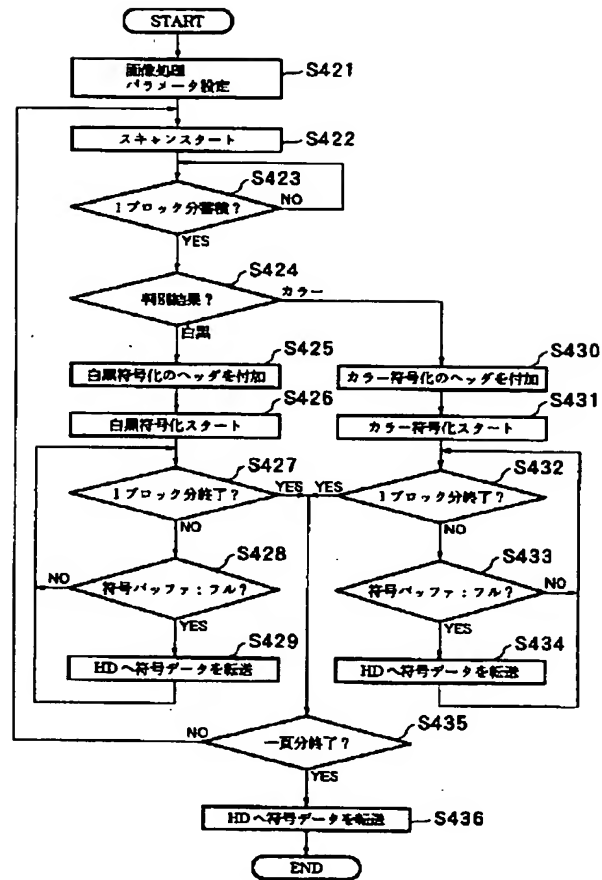 START
画像処理
パラメータ設定
S421
スキャンスタート
S422
S423
1ブロック分蓄積?
NO
YES
S424
判別結果?
カラー
白黒
S425
白黒符号化のヘッダを付加
S430
カラー符号化のヘッダを付加
S426
白黒符号化スタート
S431
カラー符号化スタート
S427
1ブロック分終了?
YES
YES
S432
1ブロック分終了?
NO
NO
S428
NO
符号バッファ:フル?
S433
符号バッファ:フル?
NO
YES
YES
S429
HDへ符号データを転送
S434
HDへ符号データを転送
NO
S435
一頁分終了?
YES
HDへ符号データを転送
S436
END